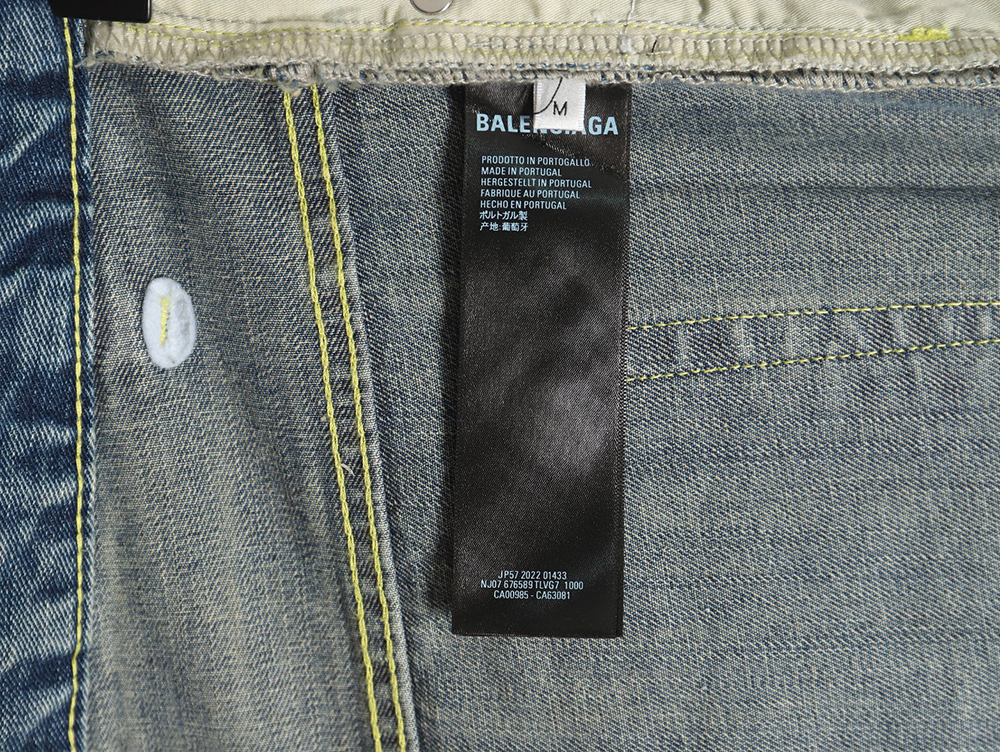 M
BALENCIAGA
PRODOTTO IN PORTOGALLO
MADE IN PORTUGAL
HERGESTELLT IN PORTUGAL
FABRIQUE AU PORTUGAL
HECHO EN PORTUGAL
ポルトガル製
产地:葡萄牙
JP57 2022 01433
NJ07 676589 TLVG7 1000
CA00985 - CA63081